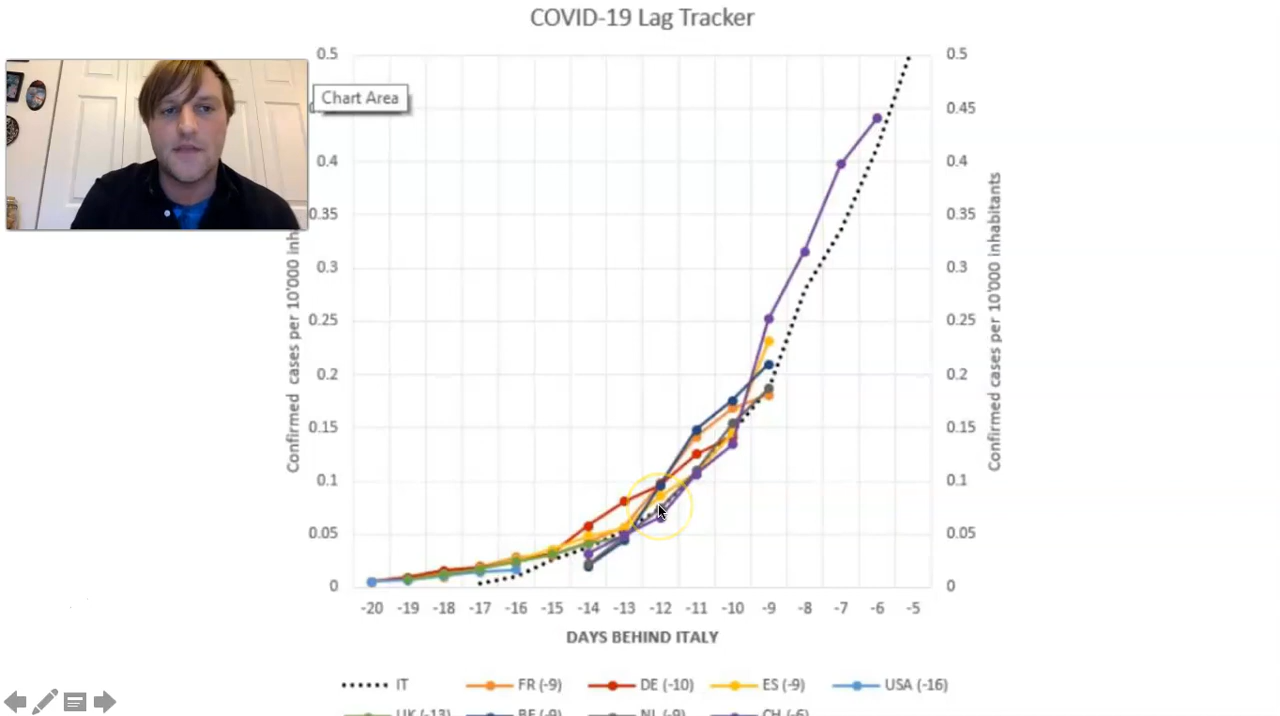 COVID-19 Lag Tracker
Chart Area
0.5
0.4
0.35
0.3
0.25
0.2
0.15
0.1
0.05
0
Confirmed cases per 10'000 inh
0.5
0.45
0.4
0.35
0.3
0.25
0.2
0.15
0.1
0.05
0
Confirmed cases per 10'000 inhabitants
-20 -19 -18 -17 -16 -15 -14 -13 -12 -11 -10 -9 -8 -7 -6 -5
DAYS BEHIND ITALY
IT FR (-9) DE (-10) ES (-9) USA (-16)
UK (-13) BE (-9) NL (-9) CH (-6)